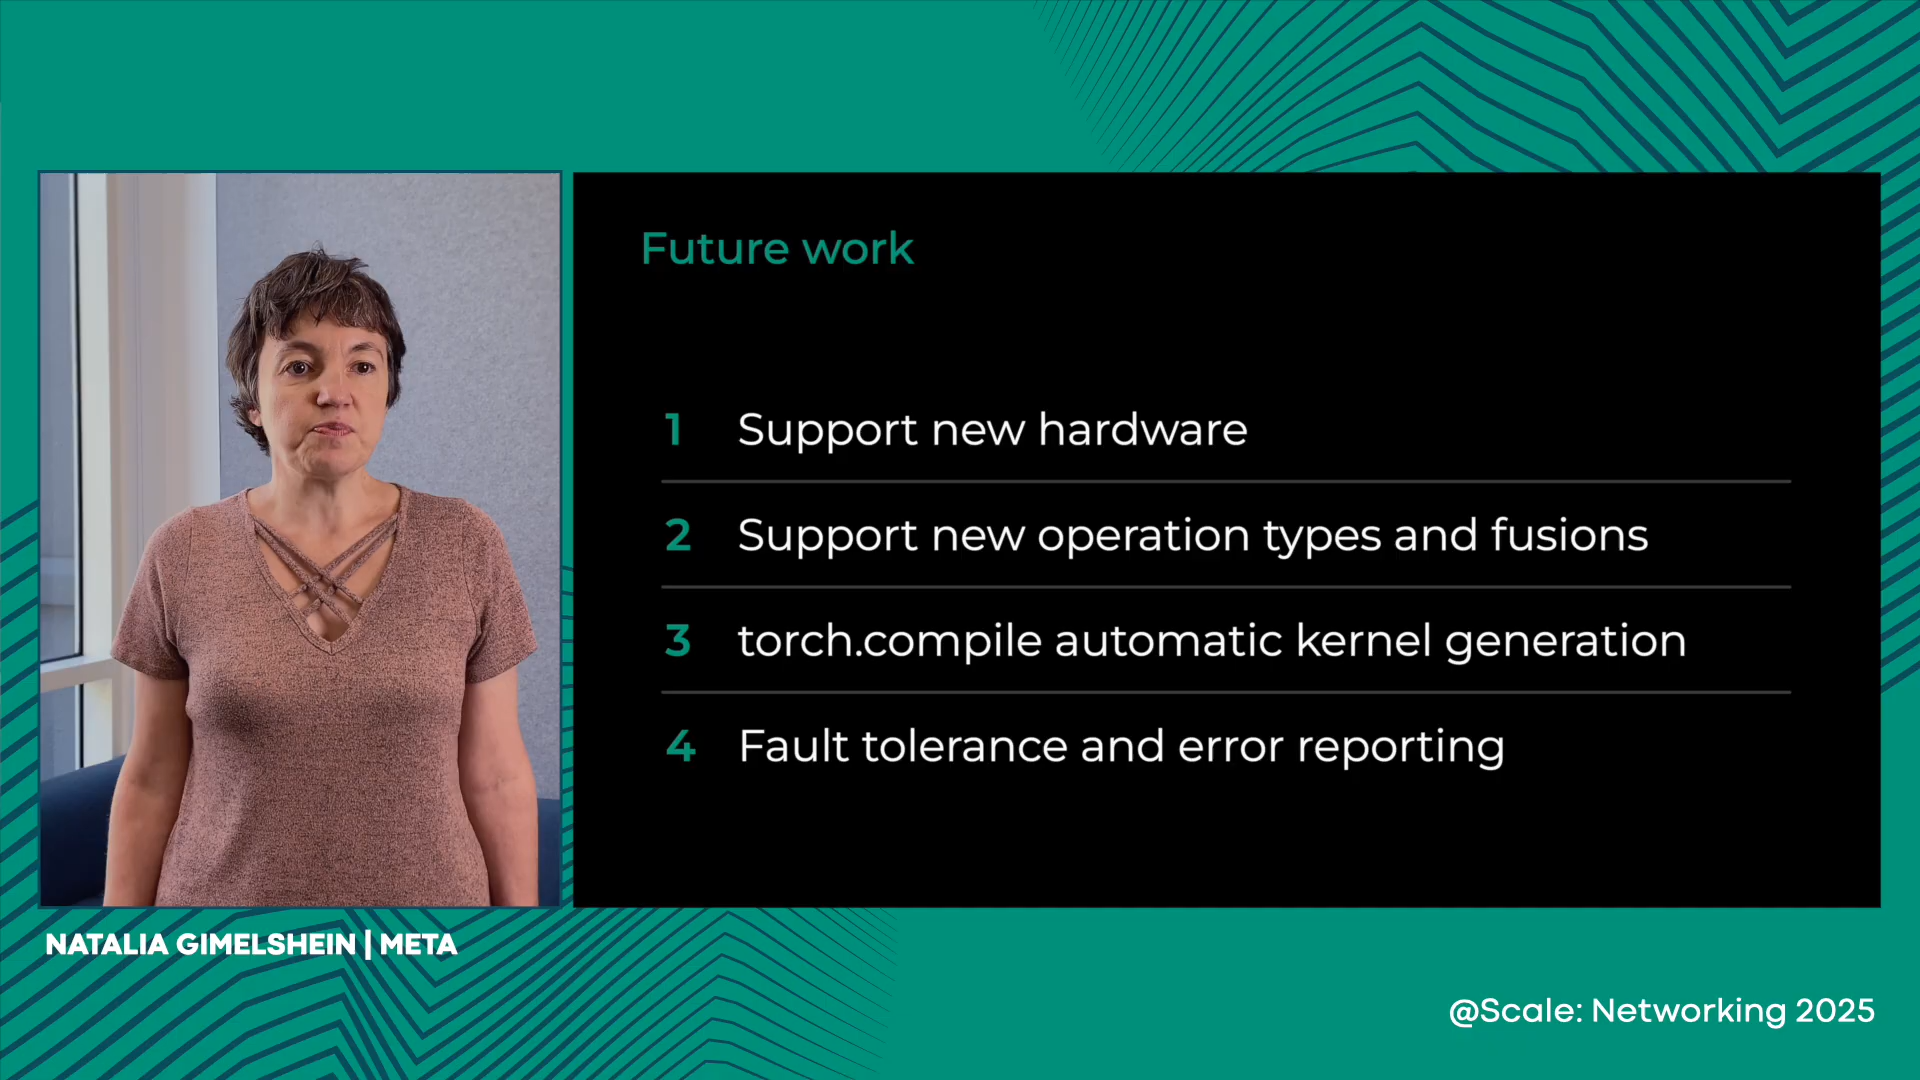 Future work
1 Support new hardware
2 Support new operation types and fusions
3 torch.compile automatic kernel generation
4 Fault tolerance and error reporting
NATALIA GIMELSHEIN | META
@Scale: Networking 2025